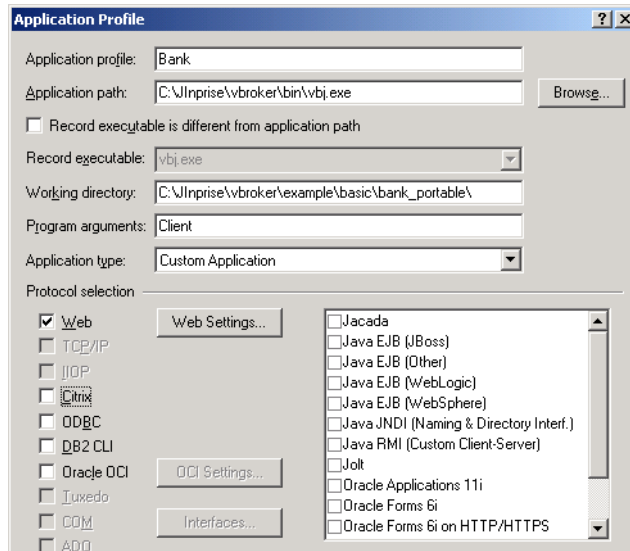 Application Profile
Application profile: Bank
Application path: C:\JInprise\vbroker\bin\vbj.exe Browse...
Record executable is different from application path
Record executable: vbj.exe
Working directory: C:\JInprise\vbroker\example\basic\bank_portable\
Program arguments: Client
Application type: Custom Application
Protocol selection
Web Web Settings...
TCP/IP
IIOP
Citrix
ODBC
DB2 CLI
Oracle OCI OCI Settings...
Tuxedo
COM Interfaces...
ADO
Jacada
Java EJB (JBoss)
Java EJB (Other)
Java EJB (WebLogic)
Java EJB (WebSphere)
Java JNDI (Naming & Directory Interf.)
Java RMI (Custom Client-Server)
Jolt
Oracle Applications 11i
Oracle Forms 6i
Oracle Forms 6i on HTTP/HTTPS